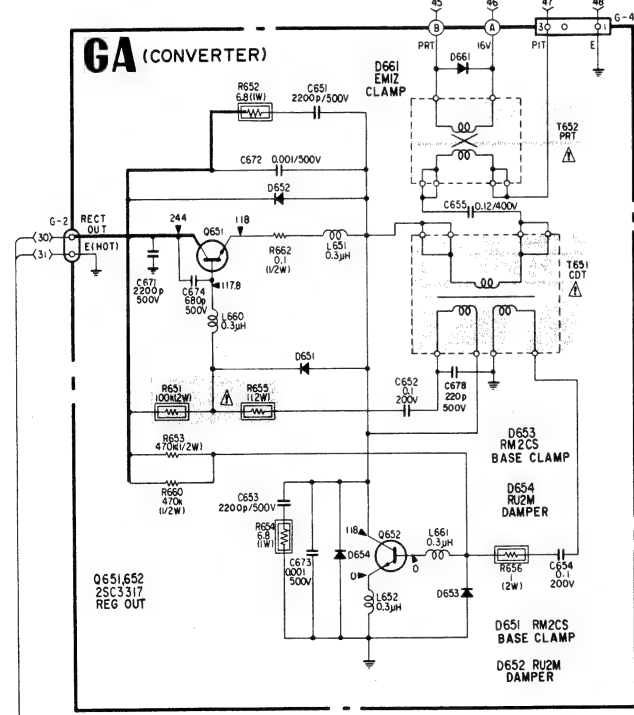 45
46
47
48
B
A
3
1
G-4
PRT
16V
PIT
E
GA (CONVERTER)
D661
EMIZ
CLAMP
D661
R652
6.8(1W)
C651
2200p/500V
T652
PRT
C672 0.001/500V
D652
C655 0.12/400V
G-2
RECT
OUT
244
Q651
118
30
E(HOT)
31
R662
0.1
(1/2W)
L651
0.3μH
T651
CDT
C671
2200p
500V
C674
680p
500V
117.8
L660
0.3μH
D651
R651
100k(2W)
R655
1(2W)
C652
0.1
200V
C678
220p
500V
R653
470k(1/2W)
D653
RM2CS
BASE CLAMP
R660
470k
(1/2W)
D654
RU2M
DAMPER
C653
2200p/500V
R654
6.8
(1W)
118
Q652
L661
0.3μH
C673
0.001
500V
D654
0
0
R656
1
(2W)
C654
0.1
200V
Q651,652
2SC3317
REG OUT
L652
0.3μH
D653
D651 RM2CS
BASE CLAMP
D652 RU2M
DAMPER